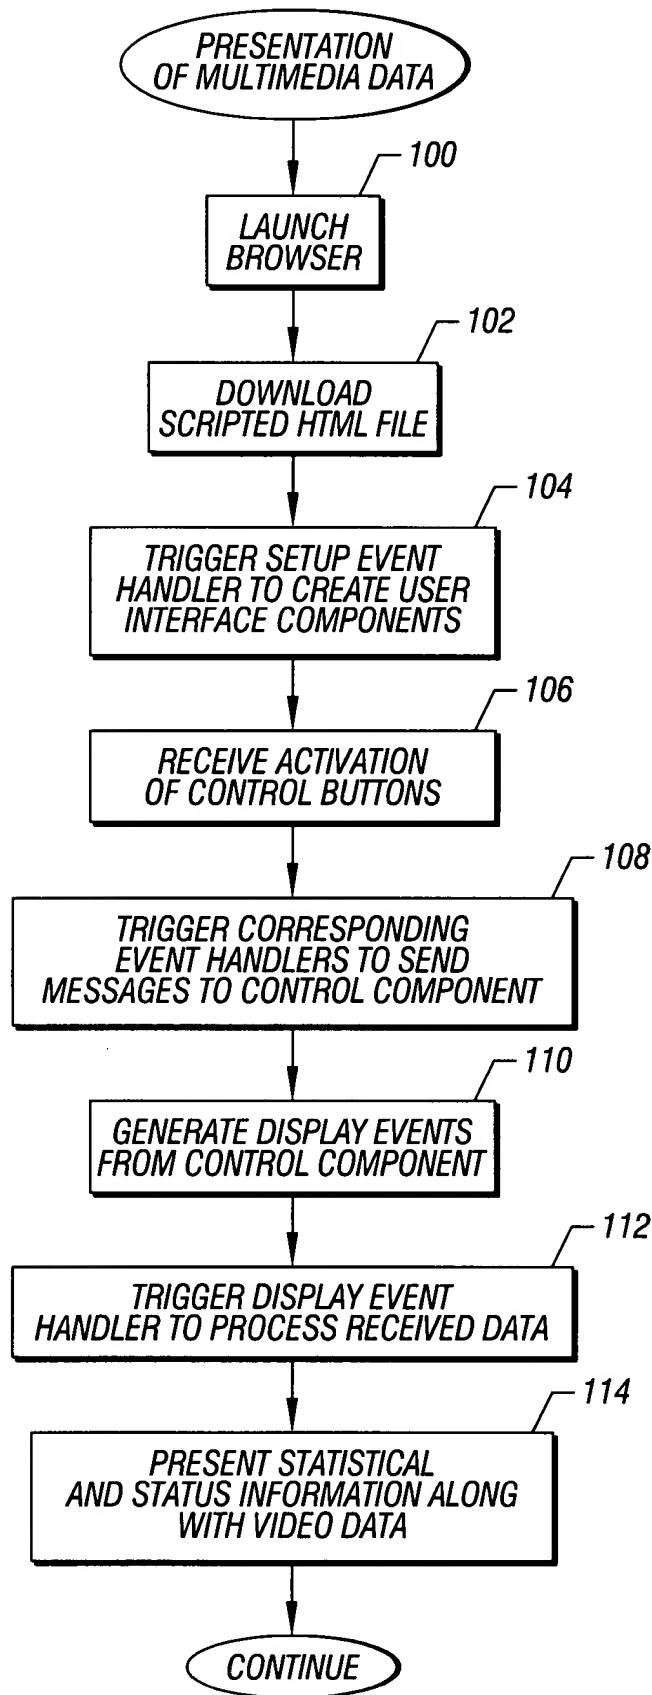 PRESENTATION
OF MULTIMEDIA DATA
100
LAUNCH
BROWSER
102
DOWNLOAD
SCRIPTED HTML FILE
104
TRIGGER SETUP EVENT
HANDLER TO CREATE USER
INTERFACE COMPONENTS
106
RECEIVE ACTIVATION
OF CONTROL BUTTONS
108
TRIGGER CORRESPONDING
EVENT HANDLERS TO SEND
MESSAGES TO CONTROL COMPONENT
110
GENERATE DISPLAY EVENTS
FROM CONTROL COMPONENT
112
TRIGGER DISPLAY EVENT
HANDLER TO PROCESS RECEIVED DATA
114
PRESENT STATISTICAL
AND STATUS INFORMATION ALONG
WITH VIDEO DATA
CONTINUE